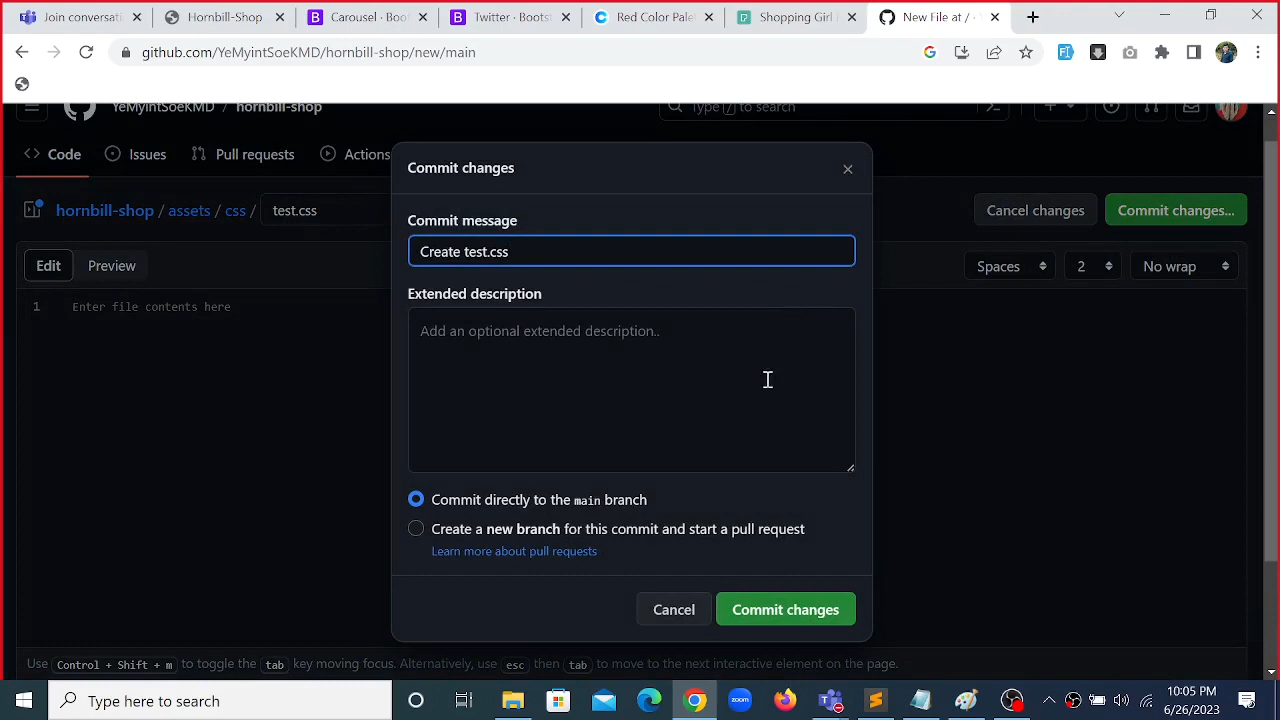 Join conversati
Hornbill-Shop
Carousel · Boot
Twitter · Bootst
Red Color Pale
Shopping Girl /
New File at / ·
github.com/YeMyintSoeKMD/hornbill-shop/new/main
YeMyintSoeKMD / hornbill-shop
Type / to search
Code
Issues
Pull requests
Actions
hornbill-shop / assets / css /
test.css
Cancel changes
Commit changes...
Edit
Preview
Spaces
2
No wrap
1
Enter file contents here
Commit changes
Commit message
Create test.css
Extended description
Add an optional extended description..
Commit directly to the main branch
Create a new branch for this commit and start a pull request
Learn more about pull requests
Cancel
Commit changes
Use Control + Shift + m to toggle the tab key moving focus. Alternatively, use esc then tab to move to the next interactive element on the page.
Type here to search
zoom
10:05 PM
6/26/2023